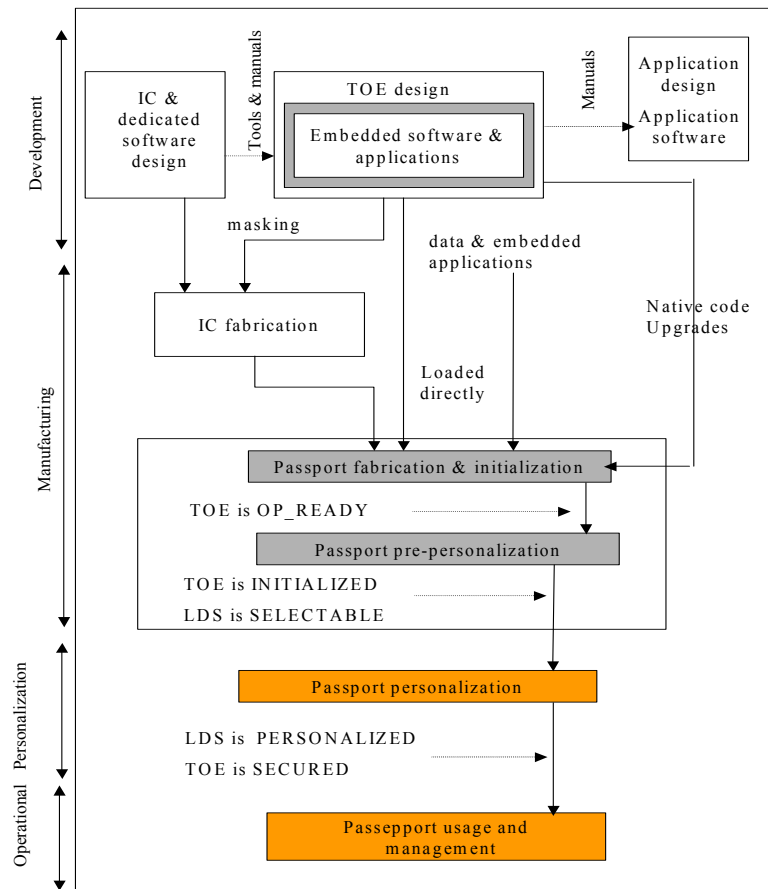 Development
IC &
dedicated
software
design
Tools & manuals
TOE design
Embedded software &
applications
Manuals
Application
design
Application
software
masking
data & embedded
applications
Native code
Upgrades
Manufacturing
IC fabrication
Loaded
directly
Passport fabrication & initialization
TOE is OP_READY
Passport pre-personalization
TOE is INITIALIZED
LDS is SELECTABLE
Personalization
Passport personalization
LDS is PERSONALIZED
TOE is SECURED
Operational
Passepport usage and
management